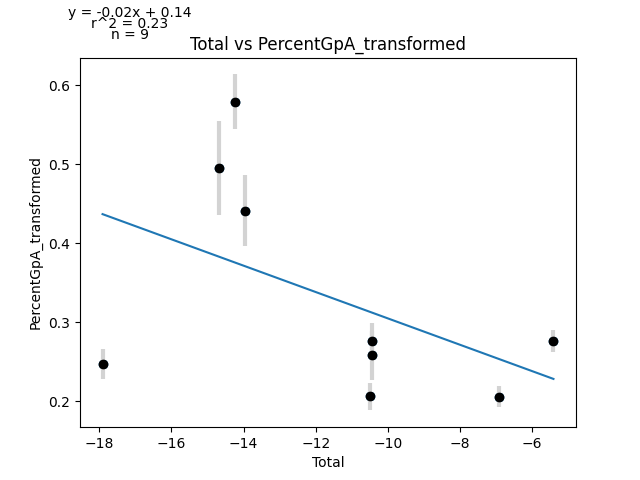 y = -0.02x + 0.14
r^2 = 0.23
n = 9
Total vs PercentGpA_transformed
PercentGpA_transformed
0.6
0.5
0.4
0.3
0.2
−18 −16 −14 −12 −10 −8 −6
Total